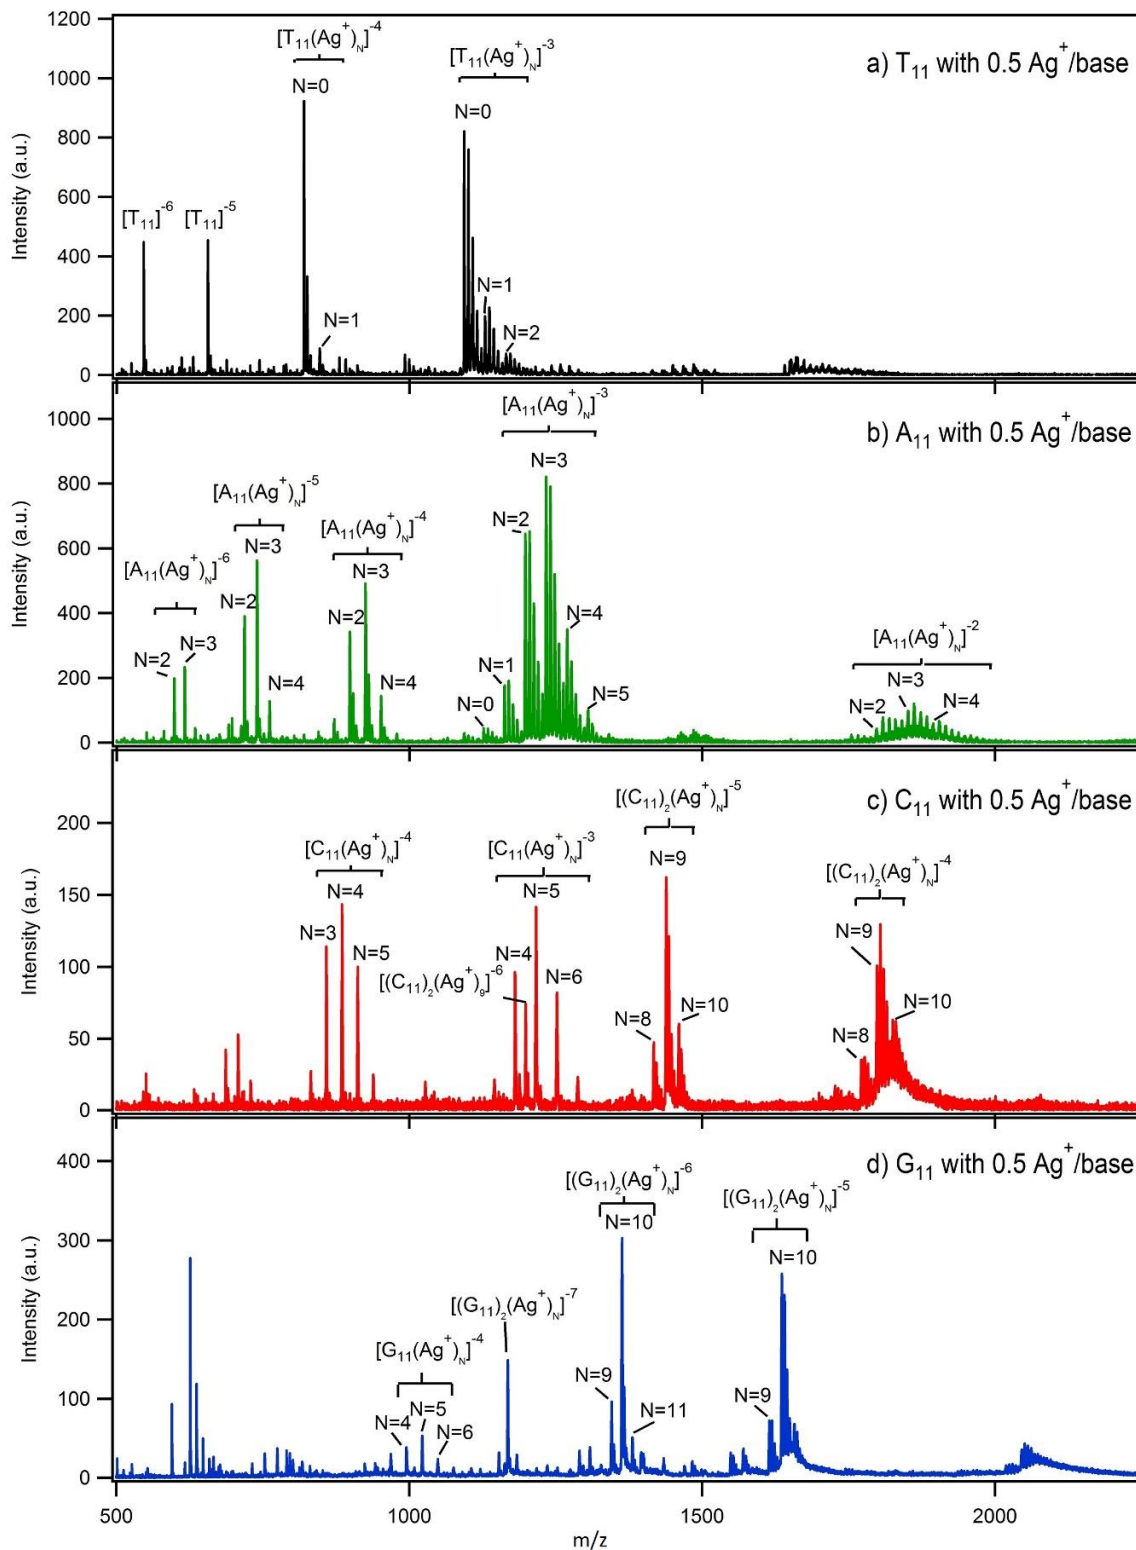 1200
1000
800
600
400
200
0
Intensity (a.u.)
a) T₁₁ with 0.5 Ag⁺/base
[T₁₁(Ag⁺)ₙ]⁻⁴
[T₁₁(Ag⁺)ₙ]⁻³
N=0
N=0
[T₁₁]⁻⁶
[T₁₁]⁻⁵
N=1
N=1
N=2
1000
800
600
400
200
0
Intensity (a.u.)
b) A₁₁ with 0.5 Ag⁺/base
[A₁₁(Ag⁺)ₙ]⁻³
N=3
[A₁₁(Ag⁺)ₙ]⁻⁵
N=3
[A₁₁(Ag⁺)ₙ]⁻⁴
N=3
N=2
[A₁₁(Ag⁺)ₙ]⁻⁶
N=2
N=3
N=2
N=4
N=2
N=4
N=0
N=1
N=4
N=5
[A₁₁(Ag⁺)ₙ]⁻²
N=3
N=2
N=4
200
150
100
50
0
Intensity (a.u.)
c) C₁₁ with 0.5 Ag⁺/base
[(C₁₁)₂(Ag⁺)ₙ]⁻⁵
N=9
[C₁₁(Ag⁺)ₙ]⁻⁴
N=4
N=3
N=5
[C₁₁(Ag⁺)ₙ]⁻³
N=5
N=4
N=6
[(C₁₁)₂(Ag⁺)₉]⁻⁶
N=8
N=10
[(C₁₁)₂(Ag⁺)ₙ]⁻⁴
N=9
N=10
N=8
400
300
200
100
0
Intensity (a.u.)
d) G₁₁ with 0.5 Ag⁺/base
[(G₁₁)₂(Ag⁺)ₙ]⁻⁶
N=10
[(G₁₁)₂(Ag⁺)ₙ]⁻⁵
N=10
[(G₁₁)₂(Ag⁺)ₙ]⁻⁷
[G₁₁(Ag⁺)ₙ]⁻⁴
N=4
N=5
N=6
N=9
N=11
N=9
500
1000
1500
2000
m/z